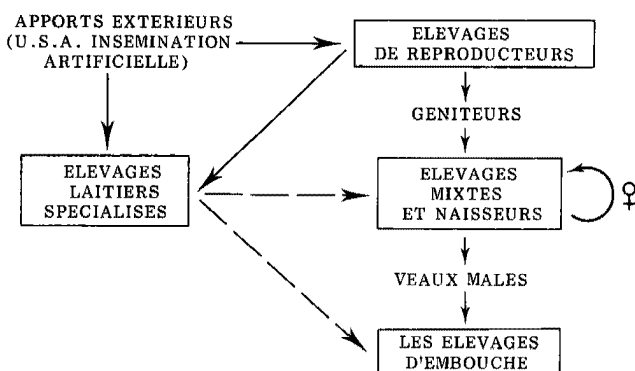 APPORTS EXTERIEURS
(U.S.A. INSEMINATION
ARTIFICIELLE)
ELEVAGES
DE REPRODUCTEURS
GENITEURS
ELEVAGES
LAITIERS
SPECIALISES
ELEVAGES
MIXTES
ET NAISSEURS
♀
VEAUX MALES
LES ELEVAGES
D'EMBOUCHE